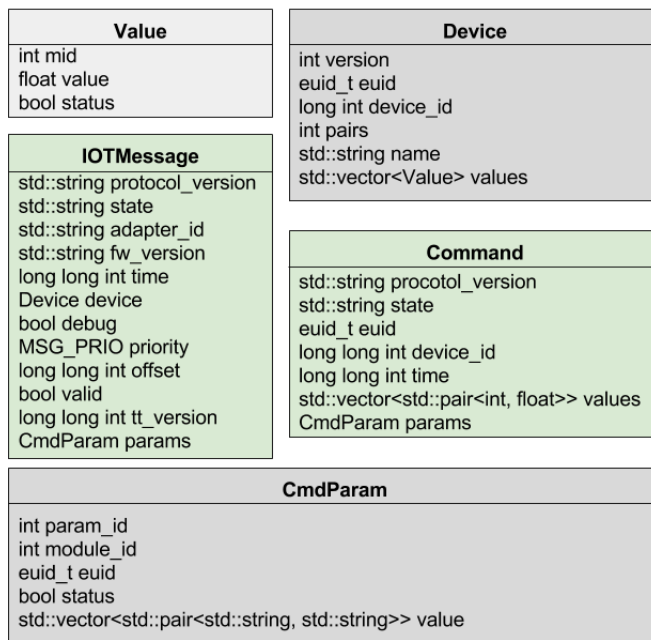 Value
int mid
float value
bool status
Device
int version
euid_t euid
long int device_id
int pairs
std::string name
std::vector<Value> values
IOTMessage
std::string protocol_version
std::string state
std::string adapter_id
std::string fw_version
long long int time
Device device
bool debug
MSG_PRIO priority
long long int offset
bool valid
long long int tt_version
CmdParam params
Command
std::string procotol_version
std::string state
euid_t euid
long long int device_id
long long int time
std::vector<std::pair<int, float>> values
CmdParam params
CmdParam
int param_id
int module_id
euid_t euid
bool status
std::vector<std::pair<std::string, std::string>> value